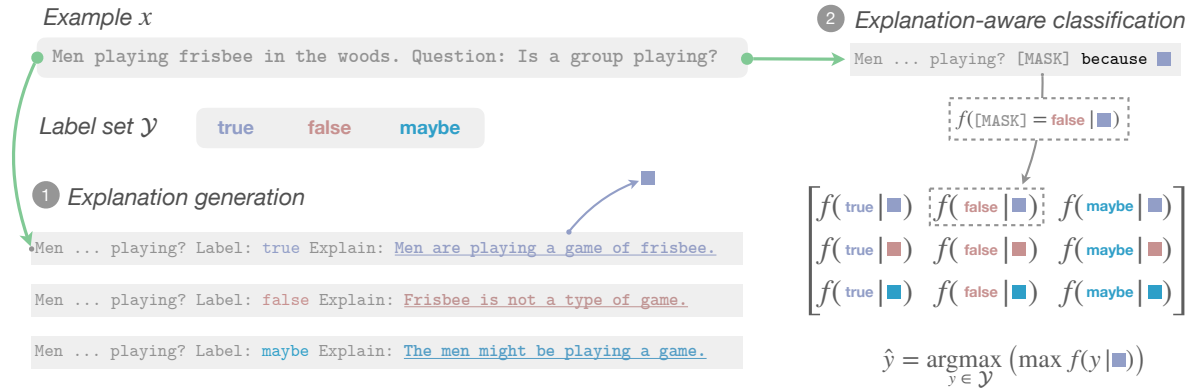 Example x
Men playing frisbee in the woods. Question: Is a group playing?
Label set 𝒴 true false maybe
1 Explanation generation
Men ... playing? Label: true Explain: Men are playing a game of frisbee.
Men ... playing? Label: false Explain: Frisbee is not a type of game.
Men ... playing? Label: maybe Explain: The men might be playing a game.
2 Explanation-aware classification
Men ... playing? [MASK] because ■
f([MASK] = false | ■)
f( true | ■) f( false | ■) f( maybe | ■)
f( true | ■) f( false | ■) f( maybe | ■)
f( true | ■) f( false | ■) f( maybe | ■)
ŷ = argmax y ∈ 𝒴 (max f(y | ■))